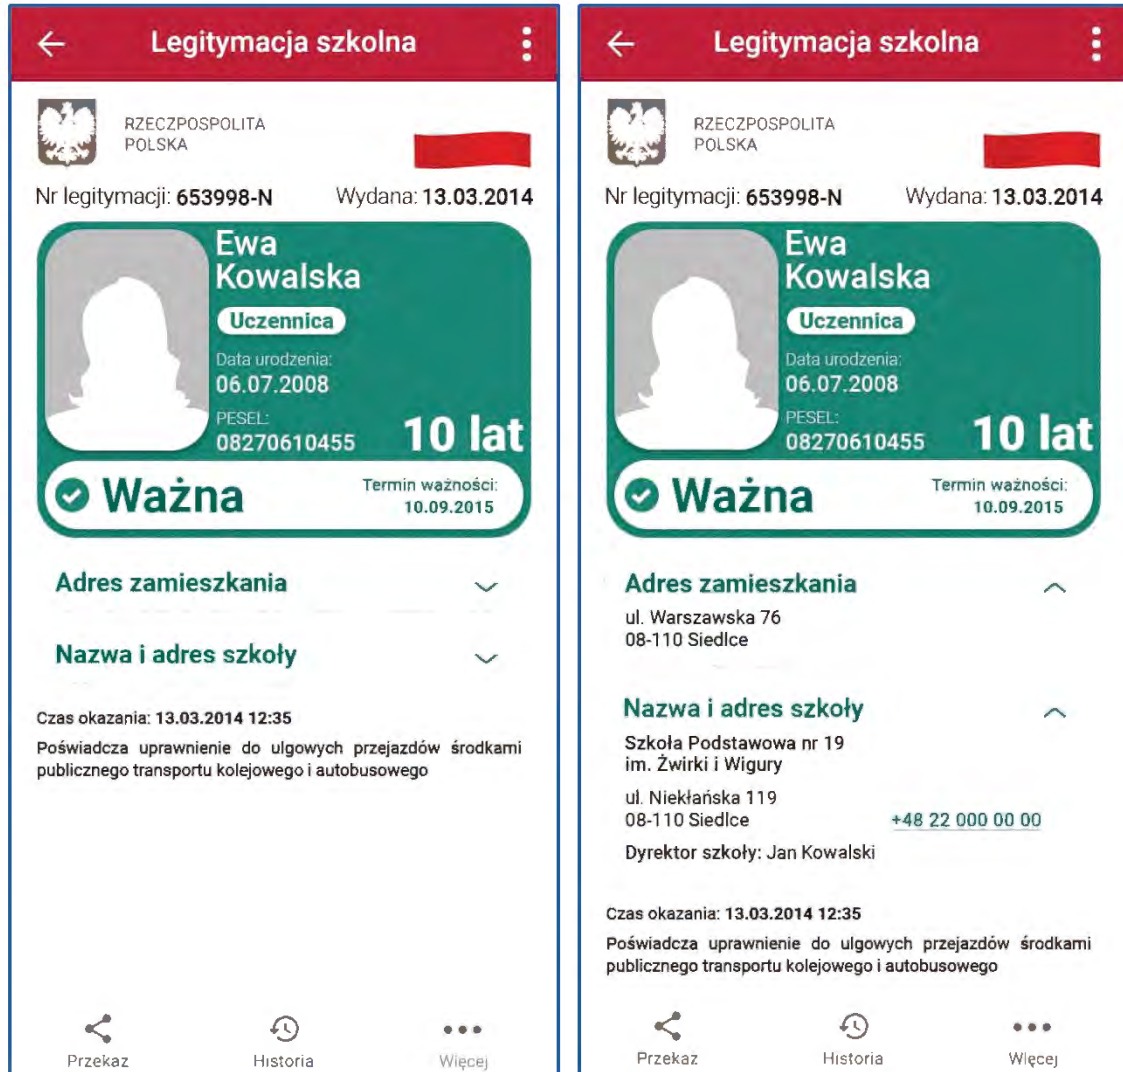 Legitymacja szkolna
RZECZPOSPOLITA
POLSKA
Nr legitymacji: 653998-N Wydana: 13.03.2014
Ewa
Kowalska
Uczennica
Data urodzenia:
06.07.2008
PESEL:
08270610455
10 lat
Ważna
Termin ważności:
10.09.2015
Adres zamieszkania
Nazwa i adres szkoły
Czas okazania: 13.03.2014 12:35
Poświadcza uprawnienie do ulgowych przejazdów środkami
publicznego transportu kolejowego i autobusowego
Przekaz Historia Więcej
Legitymacja szkolna
RZECZPOSPOLITA
POLSKA
Nr legitymacji: 653998-N Wydana: 13.03.2014
Ewa
Kowalska
Uczennica
Data urodzenia:
06.07.2008
PESEL:
08270610455
10 lat
Ważna
Termin ważności:
10.09.2015
Adres zamieszkania
ul. Warszawska 76
08-110 Siedlce
Nazwa i adres szkoły
Szkoła Podstawowa nr 19
im. Żwirki i Wigury
ul. Niekłańska 119
08-110 Siedlce +48 22 000 00 00
Dyrektor szkoły: Jan Kowalski
Czas okazania: 13.03.2014 12:35
Poświadcza uprawnienie do ulgowych przejazdów środkami
publicznego transportu kolejowego i autobusowego
Przekaz Historia Więcej